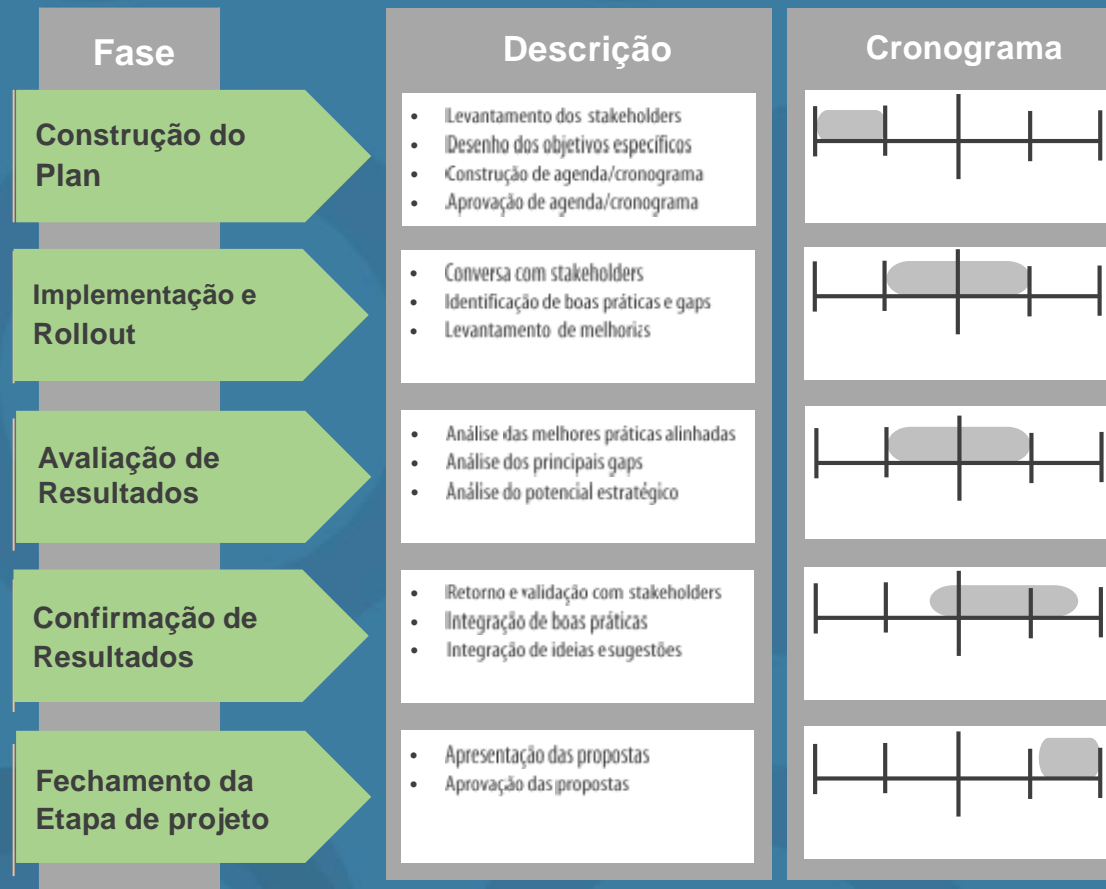 Fase
Descrição
Cronograma
Construção do
Plan
• Levantamento dos stakeholders
• Desenho dos objetivos específicos
• Construção de agenda/cronograma
• Aprovação de agenda/cronograma
Implementação e
Rollout
• Conversa com stakeholders
• Identificação de boas práticas e gaps
• Levantamento de melhorias
Avaliação de
Resultados
• Análise das melhores práticas alinhadas
• Análise dos principais gaps
• Análise do potencial estratégico
Confirmação de
Resultados
• Retorno e validação com stakeholders
• Integração de boas práticas
• Integração de ideias e sugestões
Fechamento da
Etapa de projeto
• Apresentação das propostas
• Aprovação das propostas